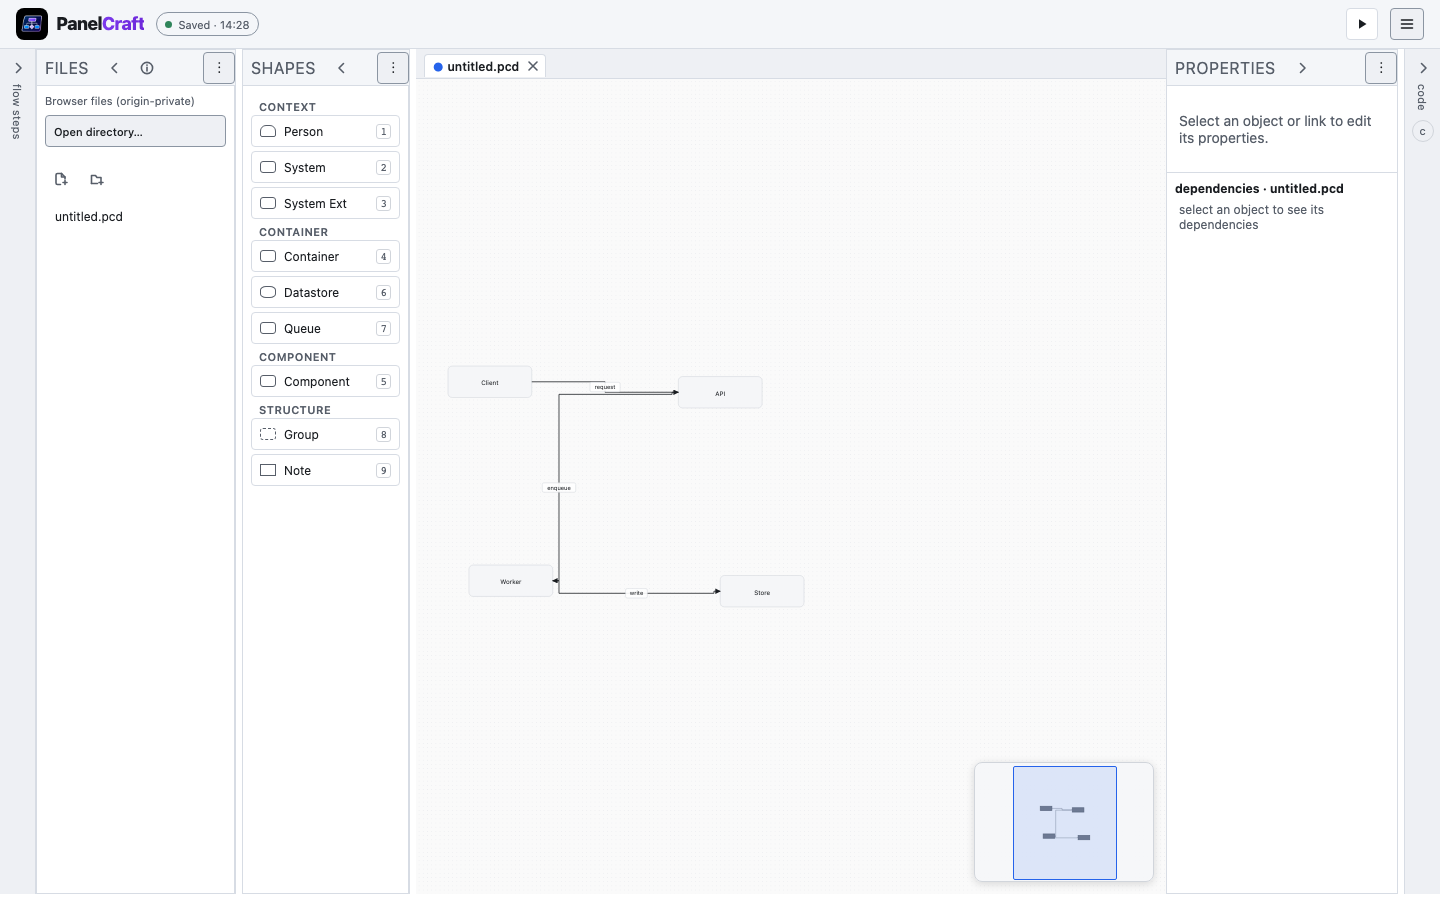 PanelCraft
Saved · 14:28
flow steps
FILES
Browser files (origin-private)
Open directory...
untitled.pcd
SHAPES
CONTEXT
Person 1
System 2
System Ext 3
CONTAINER
Container 4
Datastore 6
Queue 7
COMPONENT
Component 5
STRUCTURE
Group 8
Note 9
untitled.pcd
Client
request
API
enqueue
Worker
write
Store
PROPERTIES
Select an object or link to edit
its properties.
dependencies · untitled.pcd
select an object to see its
dependencies
code
c